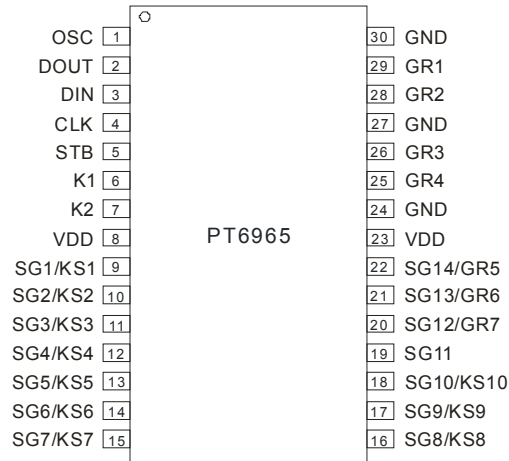 OSC 1 30 GND
DOUT 2 29 GR1
DIN 3 28 GR2
CLK 4 27 GND
STB 5 26 GR3
K1 6 25 GR4
K2 7 24 GND
VDD 8 PT6965 23 VDD
SG1/KS1 9 22 SG14/GR5
SG2/KS2 10 21 SG13/GR6
SG3/KS3 11 20 SG12/GR7
SG4/KS4 12 19 SG11
SG5/KS5 13 18 SG10/KS10
SG6/KS6 14 17 SG9/KS9
SG7/KS7 15 16 SG8/KS8